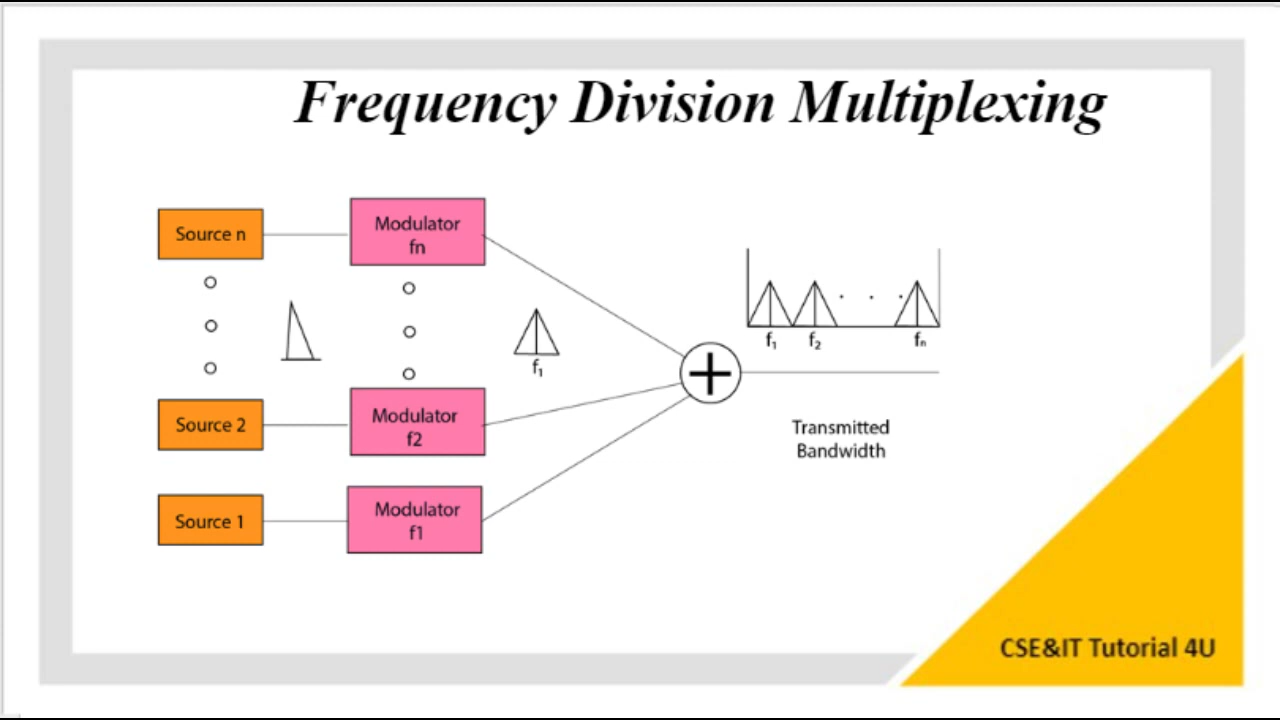 Frequency Division Multiplexing
Source n
Modulator
fn
f₁
f₁ f₂ . . . fₙ
Source 2
Modulator
f2
Transmitted
Bandwidth
Source 1
Modulator
f1
CSE&IT Tutorial 4U